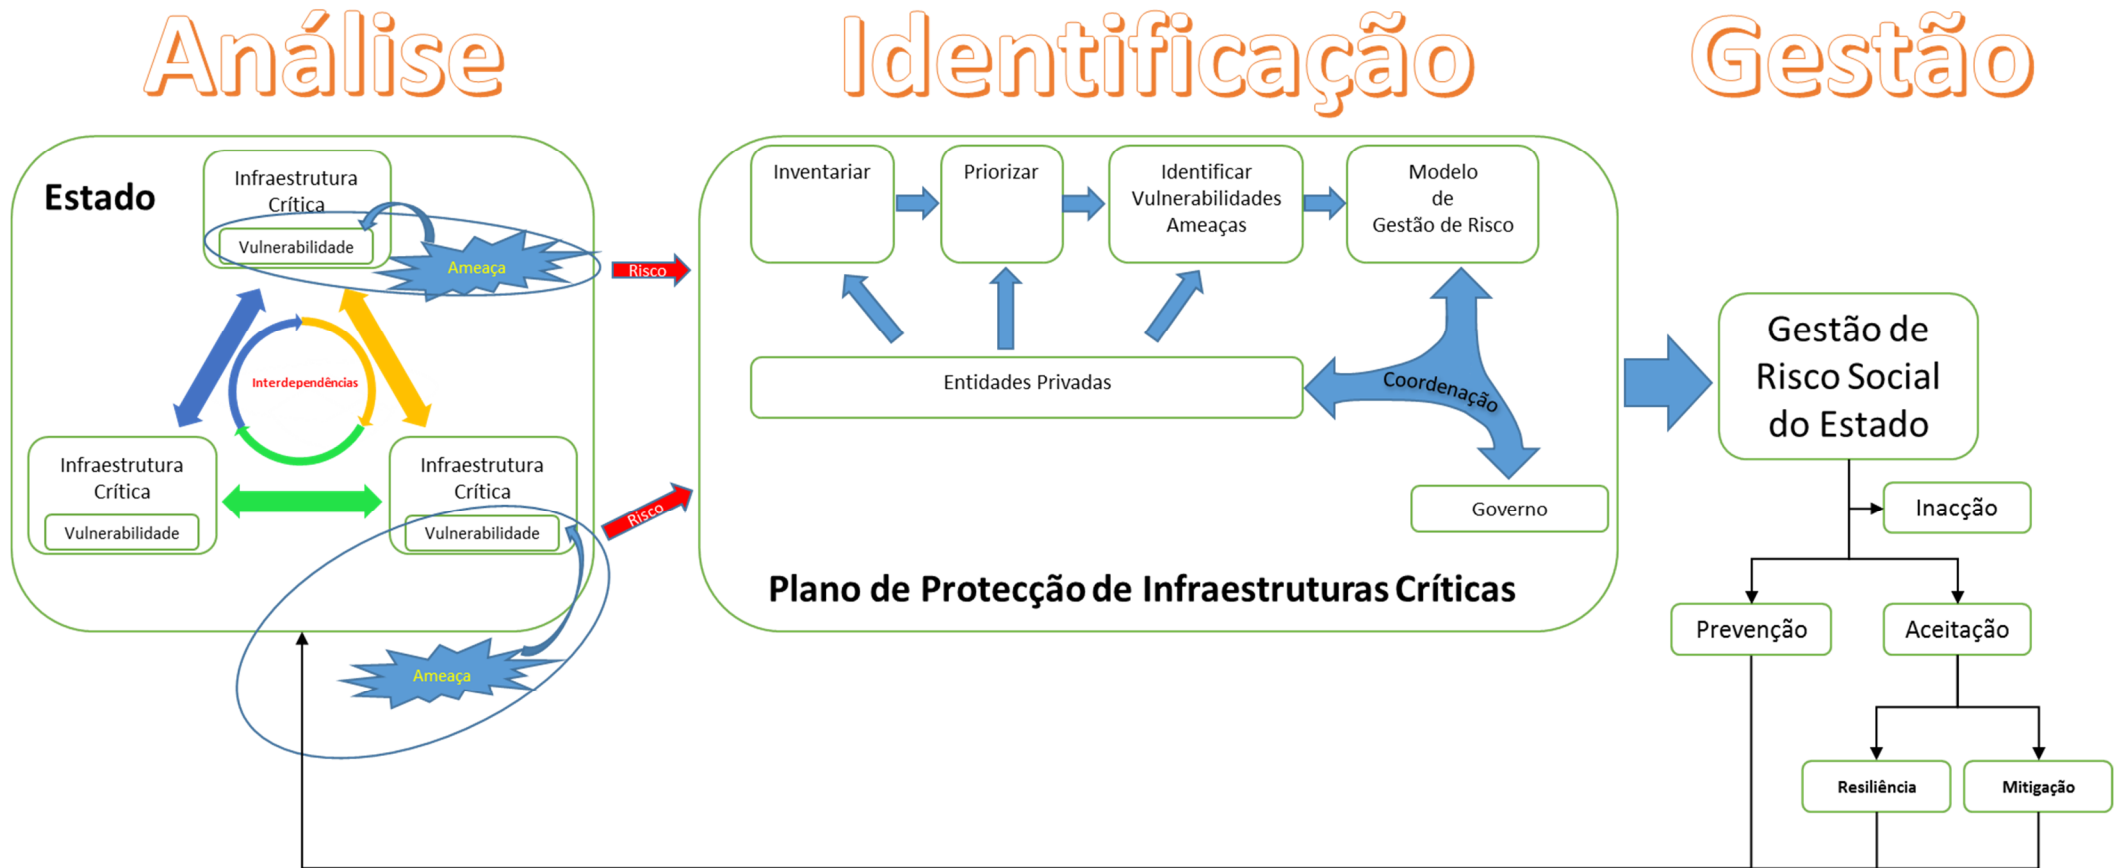 Análise
Identificação
Gestão
Estado
Infraestrutura
Crítica
Vulnerabilidade
Ameaça
Risco
Interdependências
Infraestrutura
Crítica
Vulnerabilidade
Infraestrutura
Crítica
Vulnerabilidade
Risco
Ameaça
Inventariar
Priorizar
Identificar
Vulnerabilidades
Ameaças
Modelo
de
Gestão de Risco
Entidades Privadas
Coordenação
Governo
Plano de Protecção de Infraestruturas Críticas
Gestão de
Risco Social
do Estado
Inacção
Prevenção
Aceitação
Resiliência
Mitigação